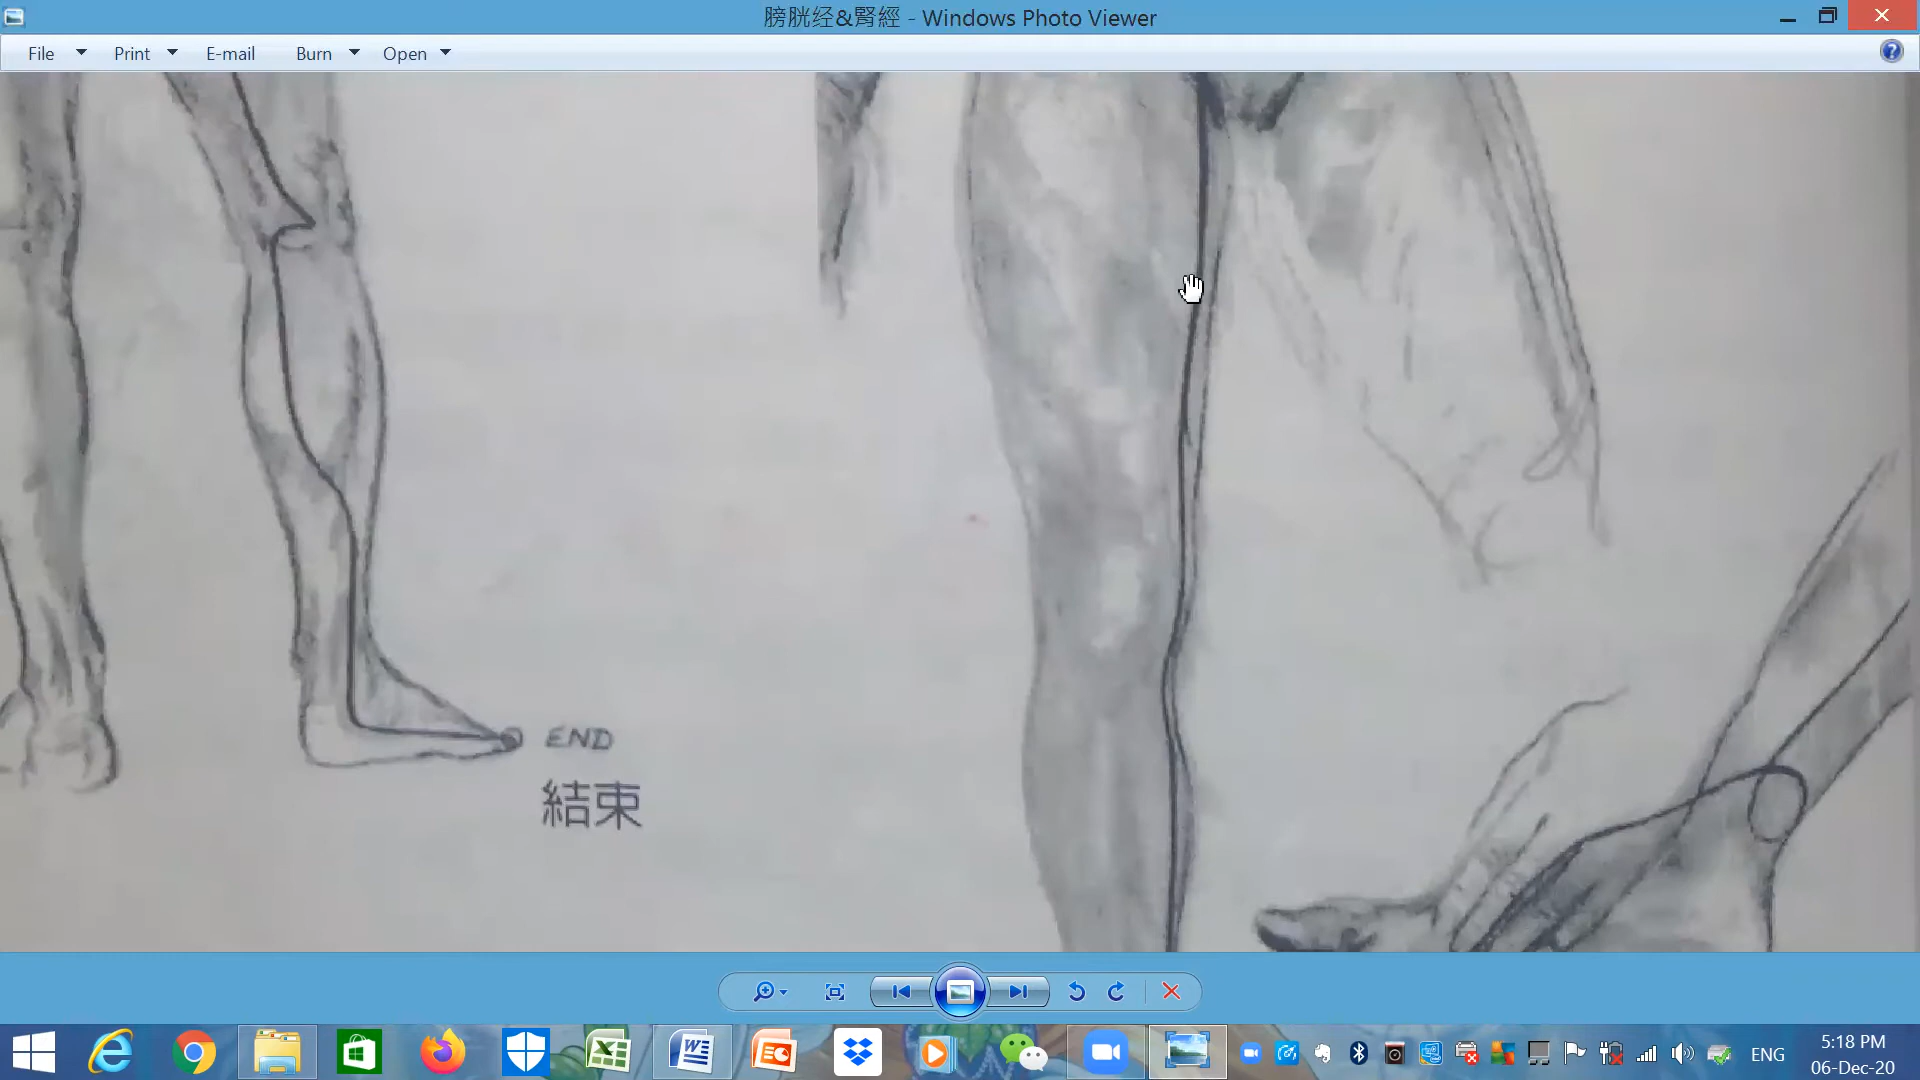 膀胱经&腎經 - Windows Photo Viewer
File Print E-mail Burn Open
END
結束
ENG
5:18 PM
06-Dec-20